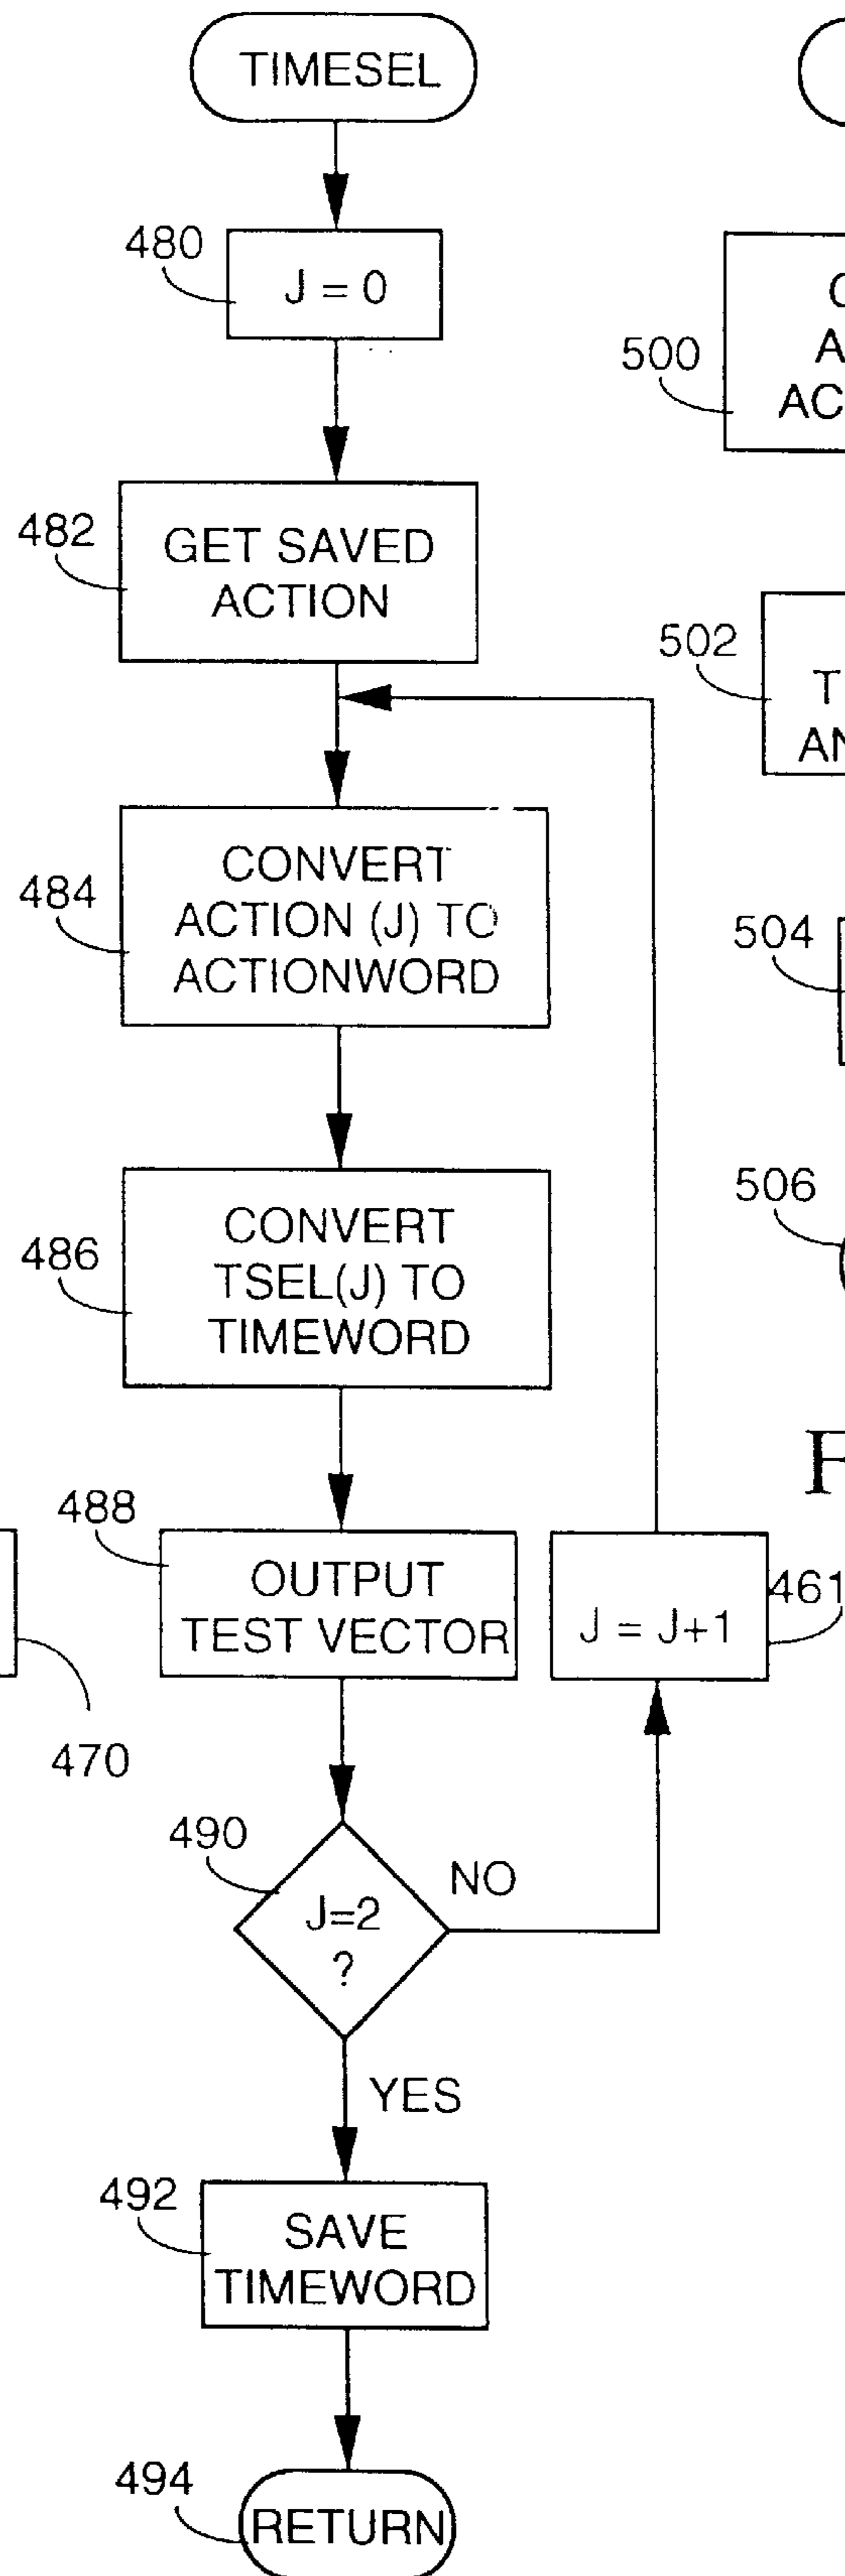 TIMESEL
480
J = 0
500
482
GET SAVED
ACTION
502
484
CONVERT
ACTION (J) TO
ACTIONWORD
504
486
CONVERT
TSEL(J) TO
TIMEWORD
506
488
OUTPUT
TEST VECTOR
J = J+1
461
470
490
J=2
?
NO
YES
492
SAVE
TIMEWORD
494
RETURN